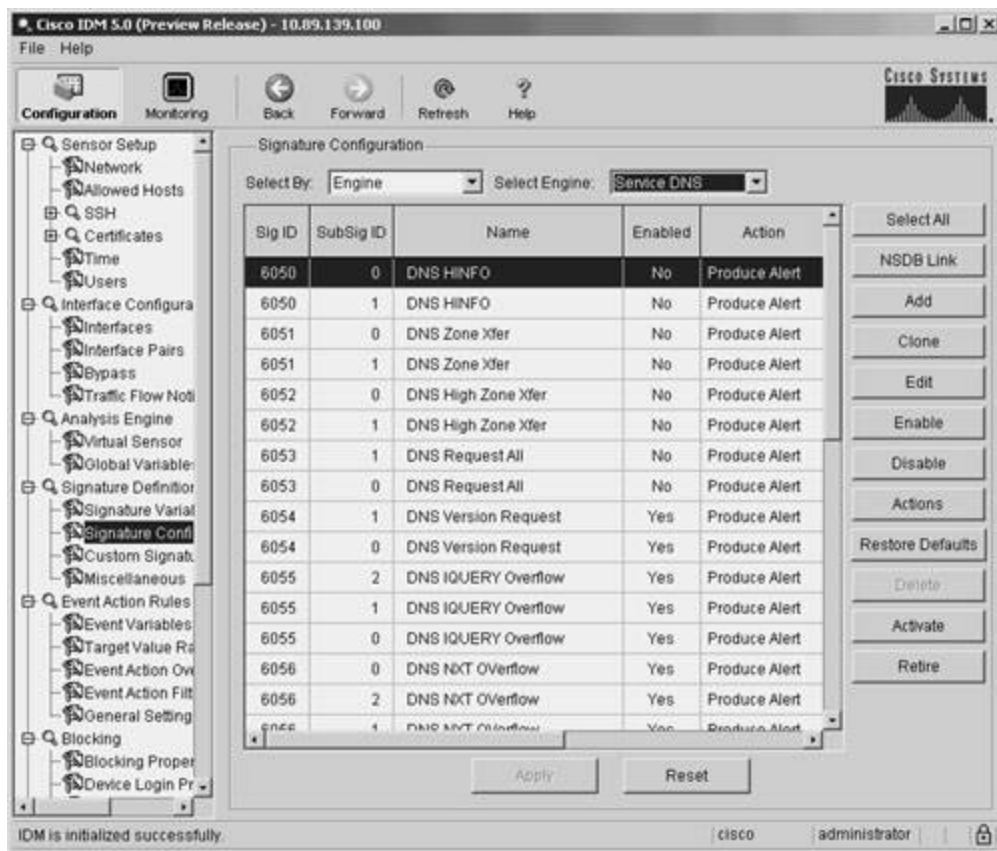 Cisco IDM 5.0 (Preview Release) - 10.89.139.100
File Help
Configuration Monitoring Back Forward Refresh Help
CISCO SYSTEMS
Sensor Setup
Network
Allowed Hosts
SSH
Certificates
Time
Users
Interface Configura
Interfaces
Interface Pairs
Bypass
Traffic Flow Noti
Analysis Engine
Virtual Sensor
Global Variable
Signature Definition
Signature Varial
Signature Confi
Custom Signatu
Miscellaneous
Event Action Rules
Event Variables
Target Value Ra
Event Action Ove
Event Action Filt
General Setting
Blocking
Blocking Proper
Device Login Pr
Signature Configuration
Select By: Engine Select Engine: Service DNS
Sig ID SubSig ID Name Enabled Action
6050 0 DNS HINFO No Produce Alert
6050 1 DNS HINFO No Produce Alert
6051 0 DNS Zone Xfer No Produce Alert
6051 1 DNS Zone Xfer No Produce Alert
6052 0 DNS High Zone Xfer No Produce Alert
6052 1 DNS High Zone Xfer No Produce Alert
6053 1 DNS Request All No Produce Alert
6053 0 DNS Request All No Produce Alert
6054 1 DNS Version Request Yes Produce Alert
6054 0 DNS Version Request Yes Produce Alert
6055 2 DNS IQUERY Overflow Yes Produce Alert
6055 1 DNS IQUERY Overflow Yes Produce Alert
6055 0 DNS IQUERY Overflow Yes Produce Alert
6056 0 DNS NXT OVerflow Yes Produce Alert
6056 2 DNS NXT OVerflow Yes Produce Alert
6056 1 DNS NXT OVerflow Yes Produce Alert
Select All
NSDB Link
Add
Clone
Edit
Enable
Disable
Actions
Restore Defaults
Delete
Activate
Retire
Apply Reset
IDM is initialized successfully. cisco administrator